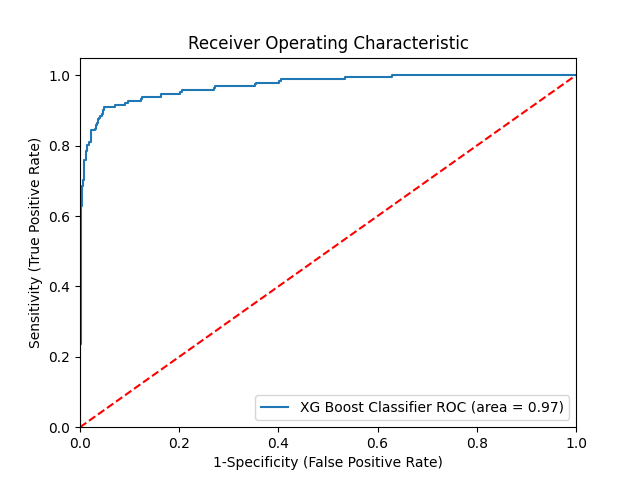 Receiver Operating Characteristic
1.0
0.8
0.6
0.4
0.2
0.0
Sensitivity (True Positive Rate)
XG Boost Classifier ROC (area = 0.97)
0.0 0.2 0.4 0.6 0.8 1.0
1-Specificity (False Positive Rate)